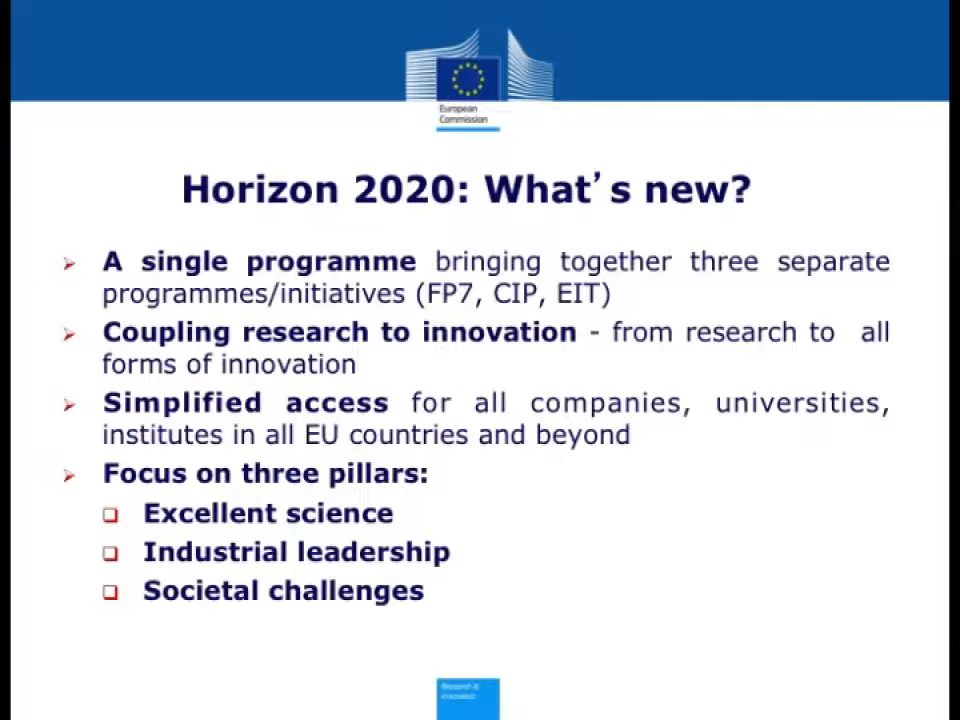 European
Commission
Horizon 2020: What's new?
A single programme bringing together three separate
programmes/initiatives (FP7, CIP, EIT)
Coupling research to innovation - from research to all
forms of innovation
Simplified access for all companies, universities,
institutes in all EU countries and beyond
Focus on three pillars:
Excellent science
Industrial leadership
Societal challenges
Research &
innovation